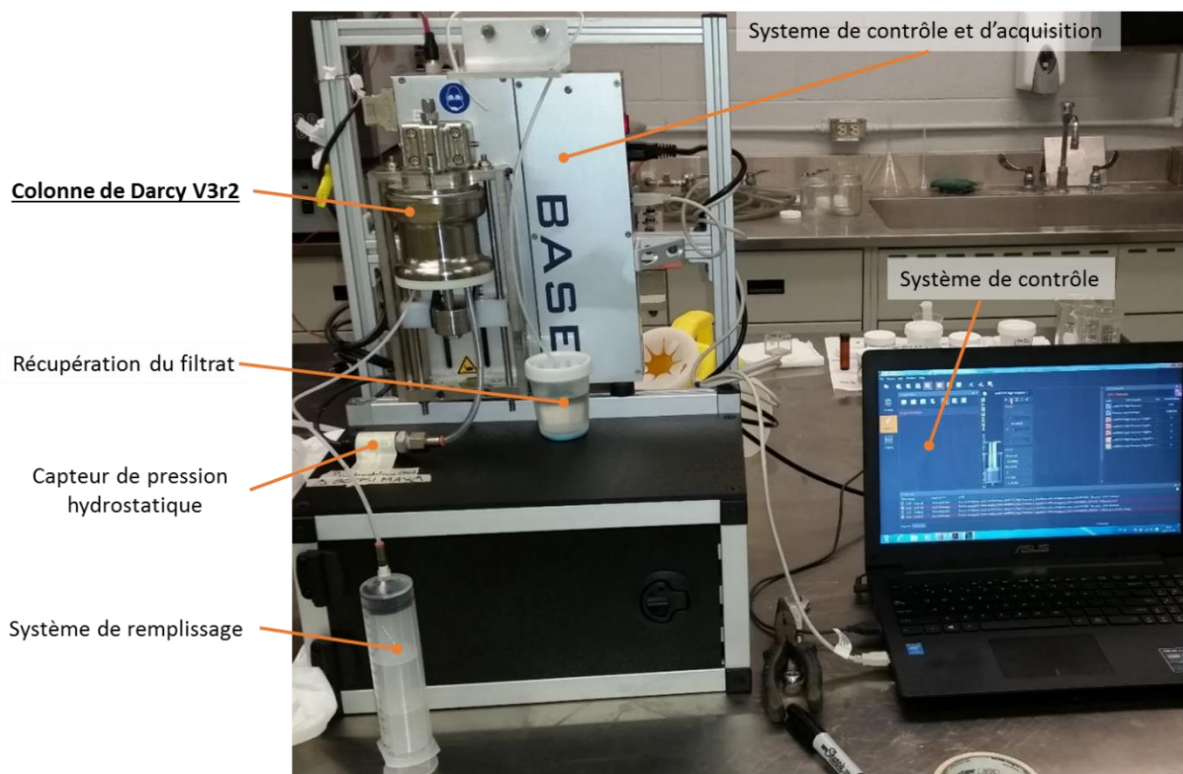 Systeme de contrôle et d'acquisition
Colonne de Darcy V3r2
BASE
Système de contrôle
Récupération du filtrat
Capteur de pression
hydrostatique
ASUS
Système de remplissage